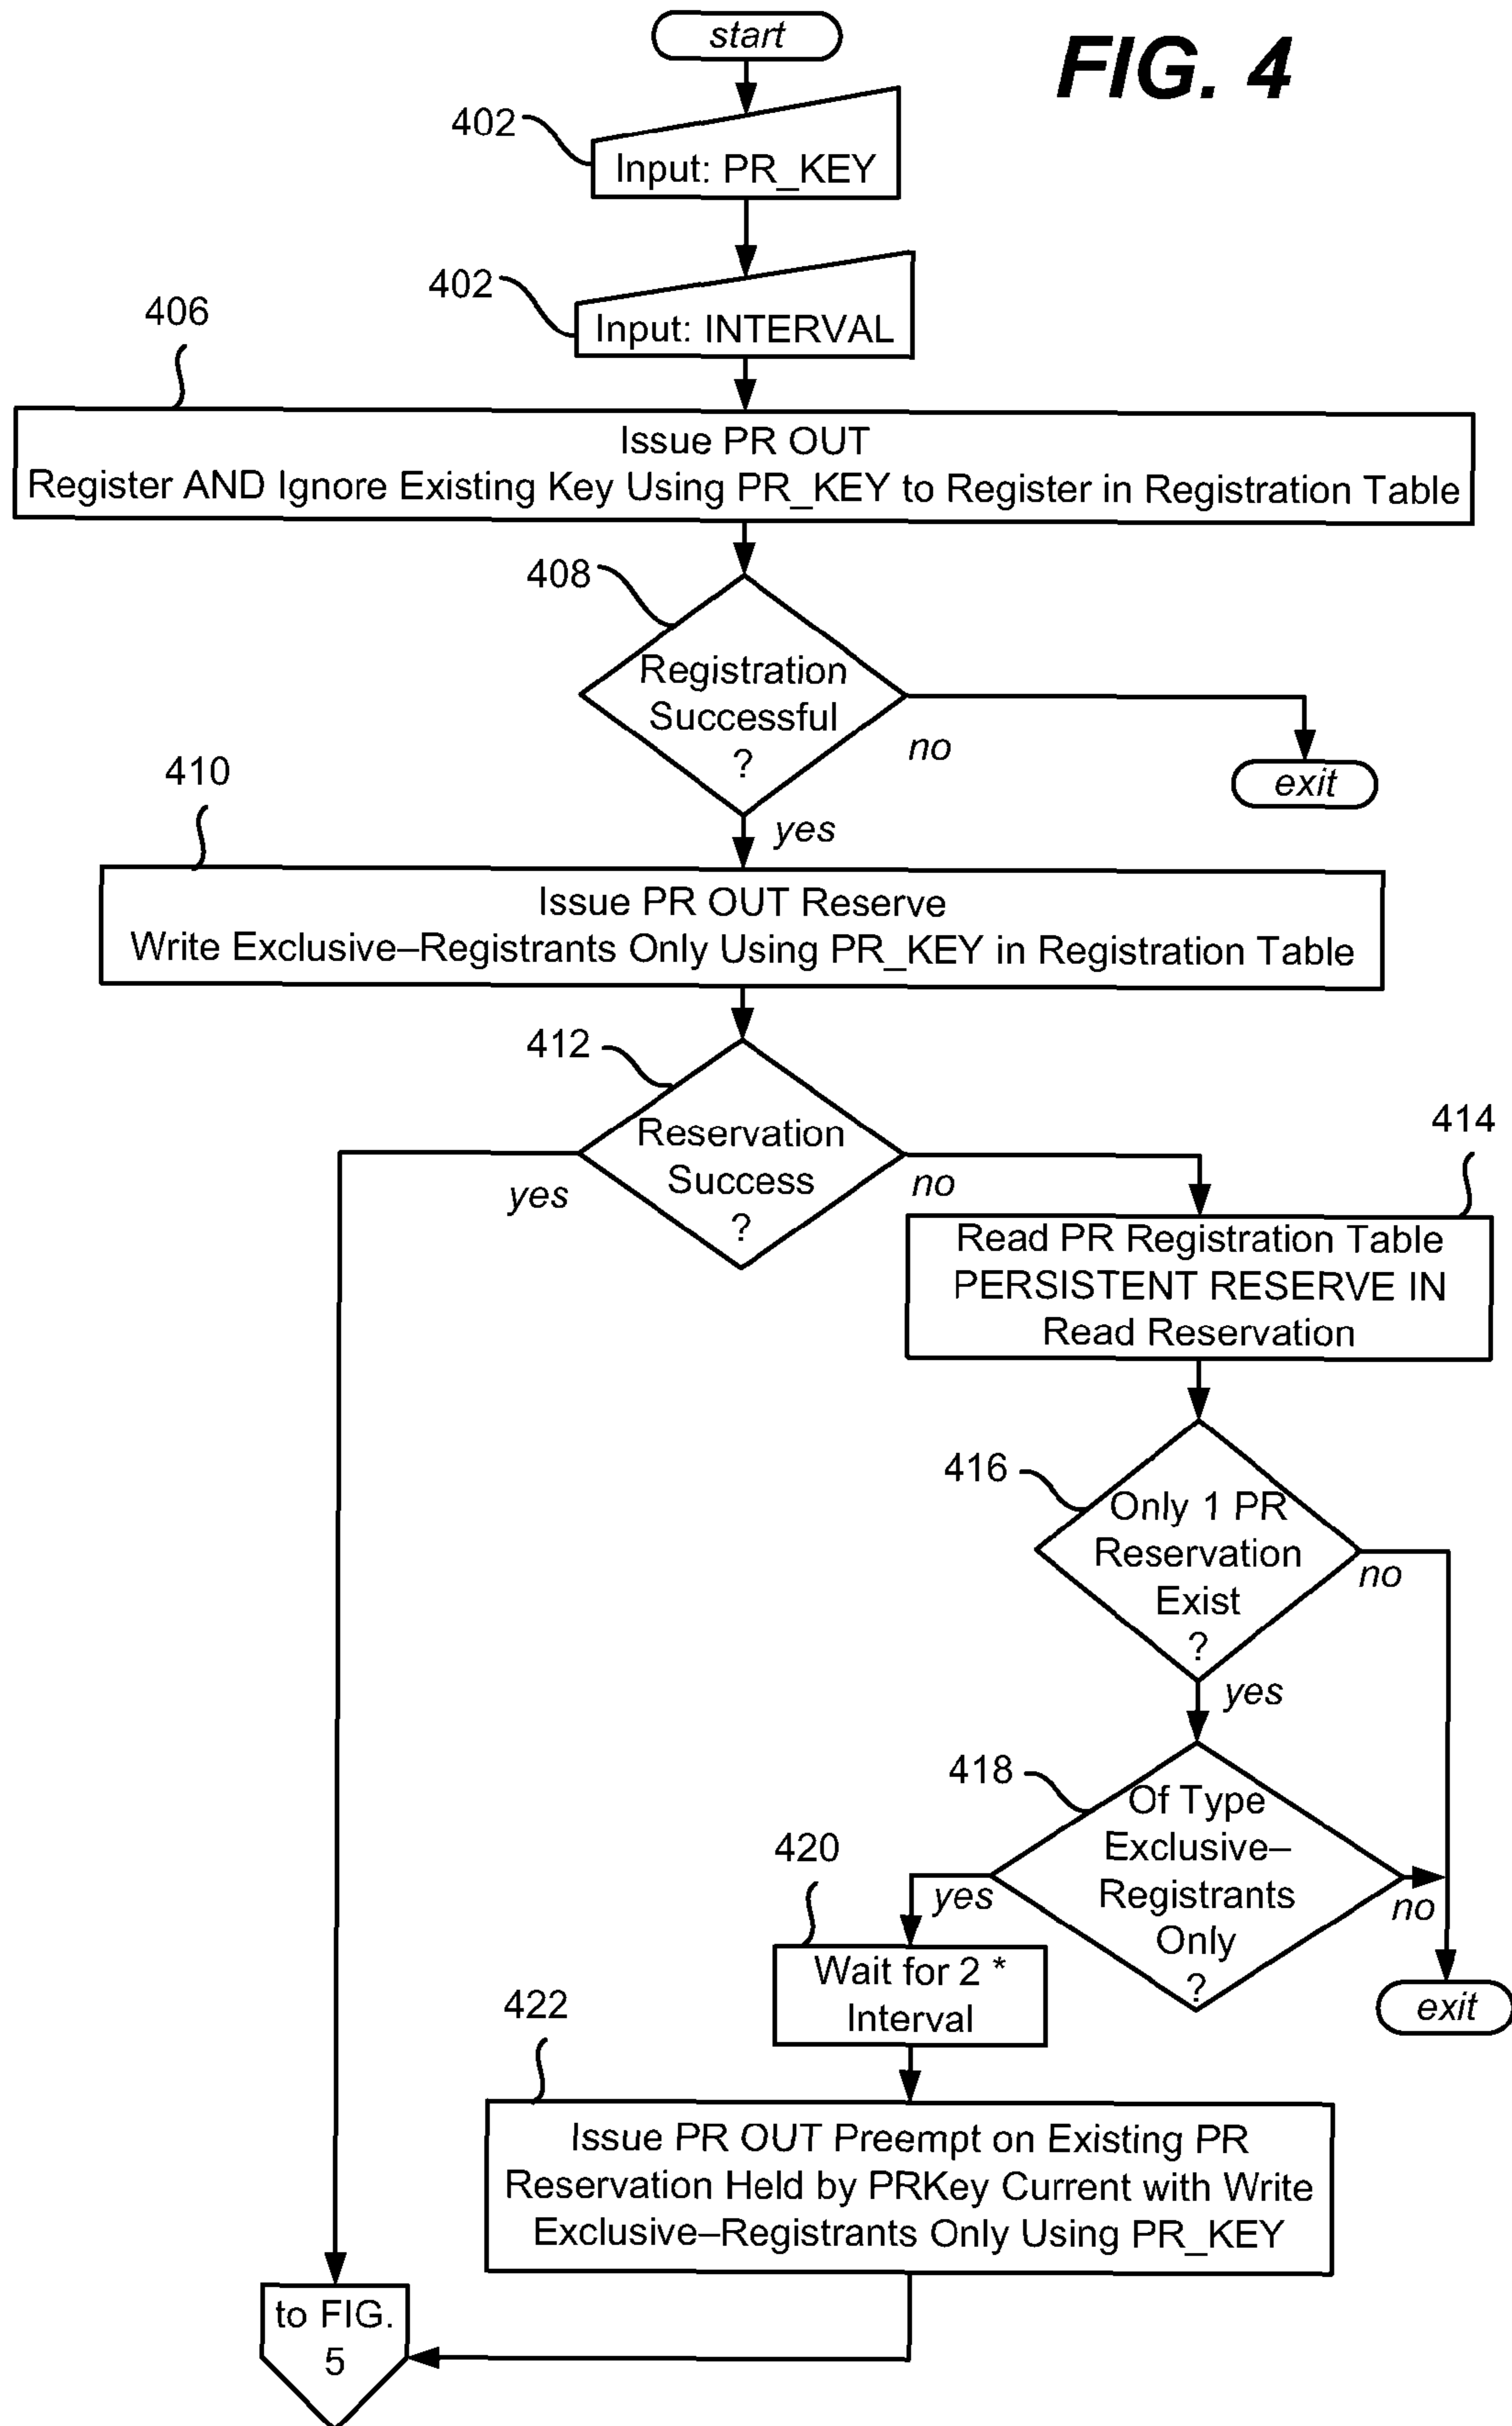 start
FIG. 4
402
Input: PR_KEY
402
Input: INTERVAL
406
Issue PR OUT
Register AND Ignore Existing Key Using PR_KEY to Register in Registration Table
408
Registration
Successful
?
no
exit
yes
410
Issue PR OUT Reserve
Write Exclusive–Registrants Only Using PR_KEY in Registration Table
412
Reservation
Success
?
yes
no
414
Read PR Registration Table
PERSISTENT RESERVE IN
Read Reservation
416
Only 1 PR
Reservation
Exist
?
no
yes
418
Of Type
Exclusive–
Registrants
Only
?
yes
no
exit
420
Wait for 2 *
Interval
422
Issue PR OUT Preempt on Existing PR
Reservation Held by PRKey Current with Write
Exclusive–Registrants Only Using PR_KEY
to FIG.
5